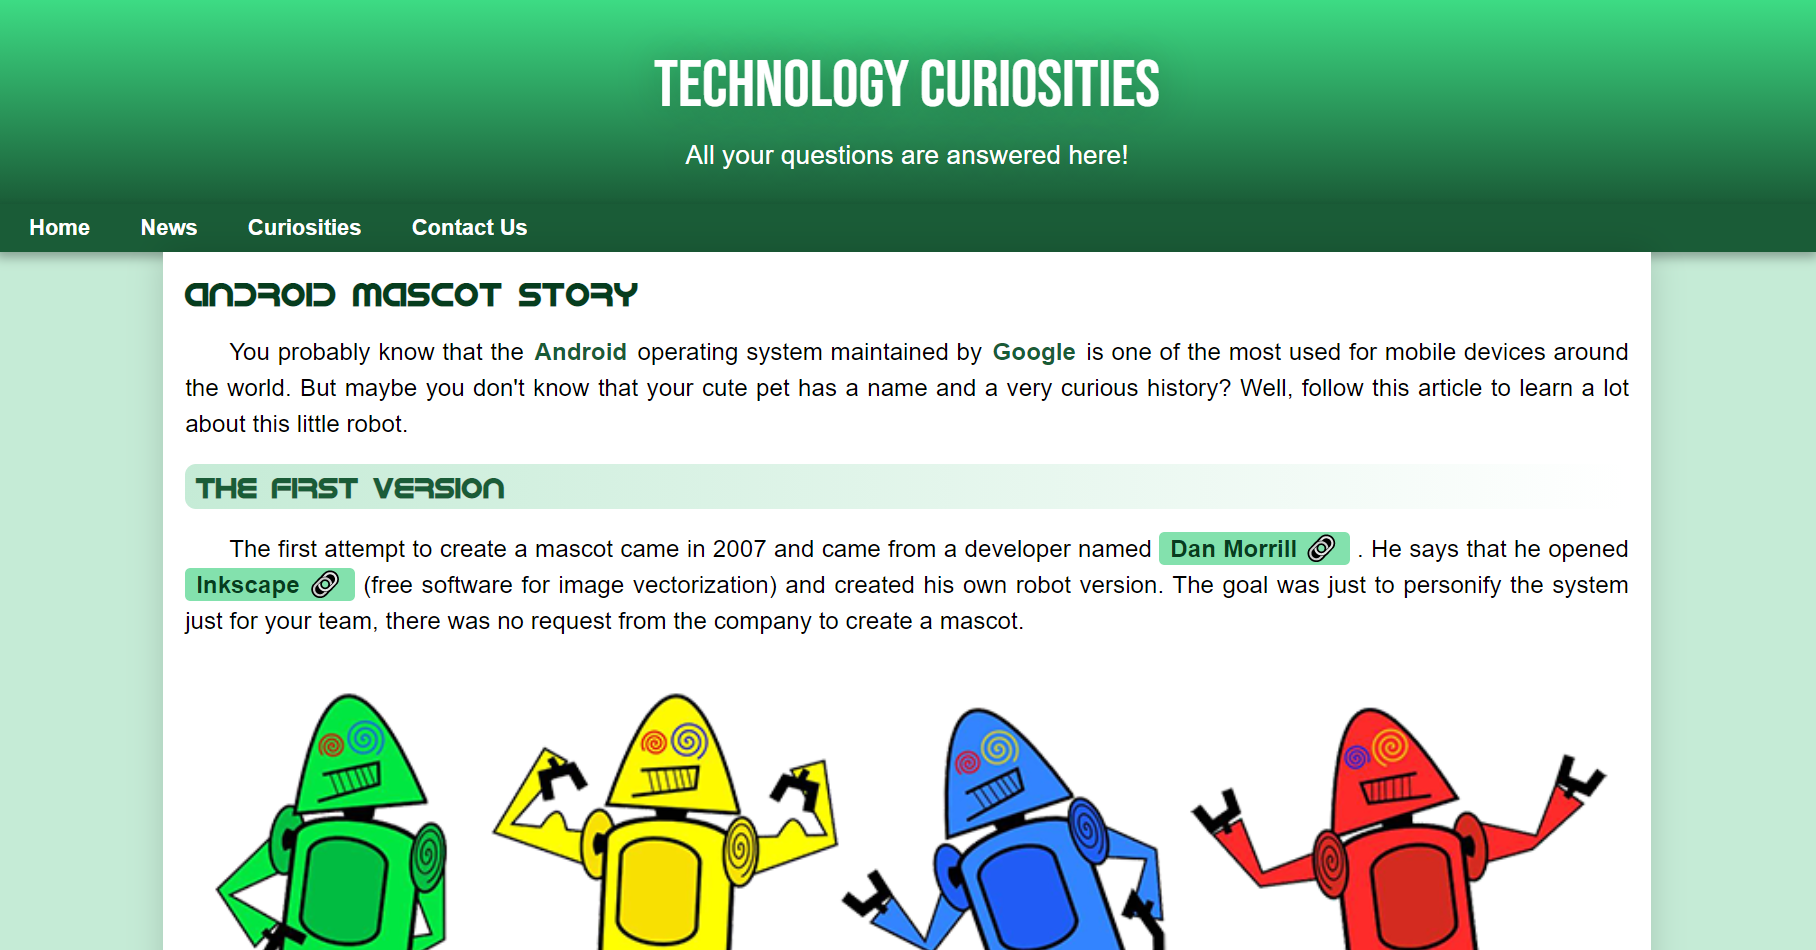 TECHNOLOGY CURIOSITIES
All your questions are answered here!
Home News Curiosities Contact Us
ANDROID MASCOT STORY
You probably know that the Android operating system maintained by Google is one of the most used for mobile devices around
the world. But maybe you don't know that your cute pet has a name and a very curious history? Well, follow this article to learn a lot
about this little robot.
THE FIRST VERSION
The first attempt to create a mascot came in 2007 and came from a developer named Dan Morrill . He says that he opened
Inkscape (free software for image vectorization) and created his own robot version. The goal was just to personify the system
just for your team, there was no request from the company to create a mascot.